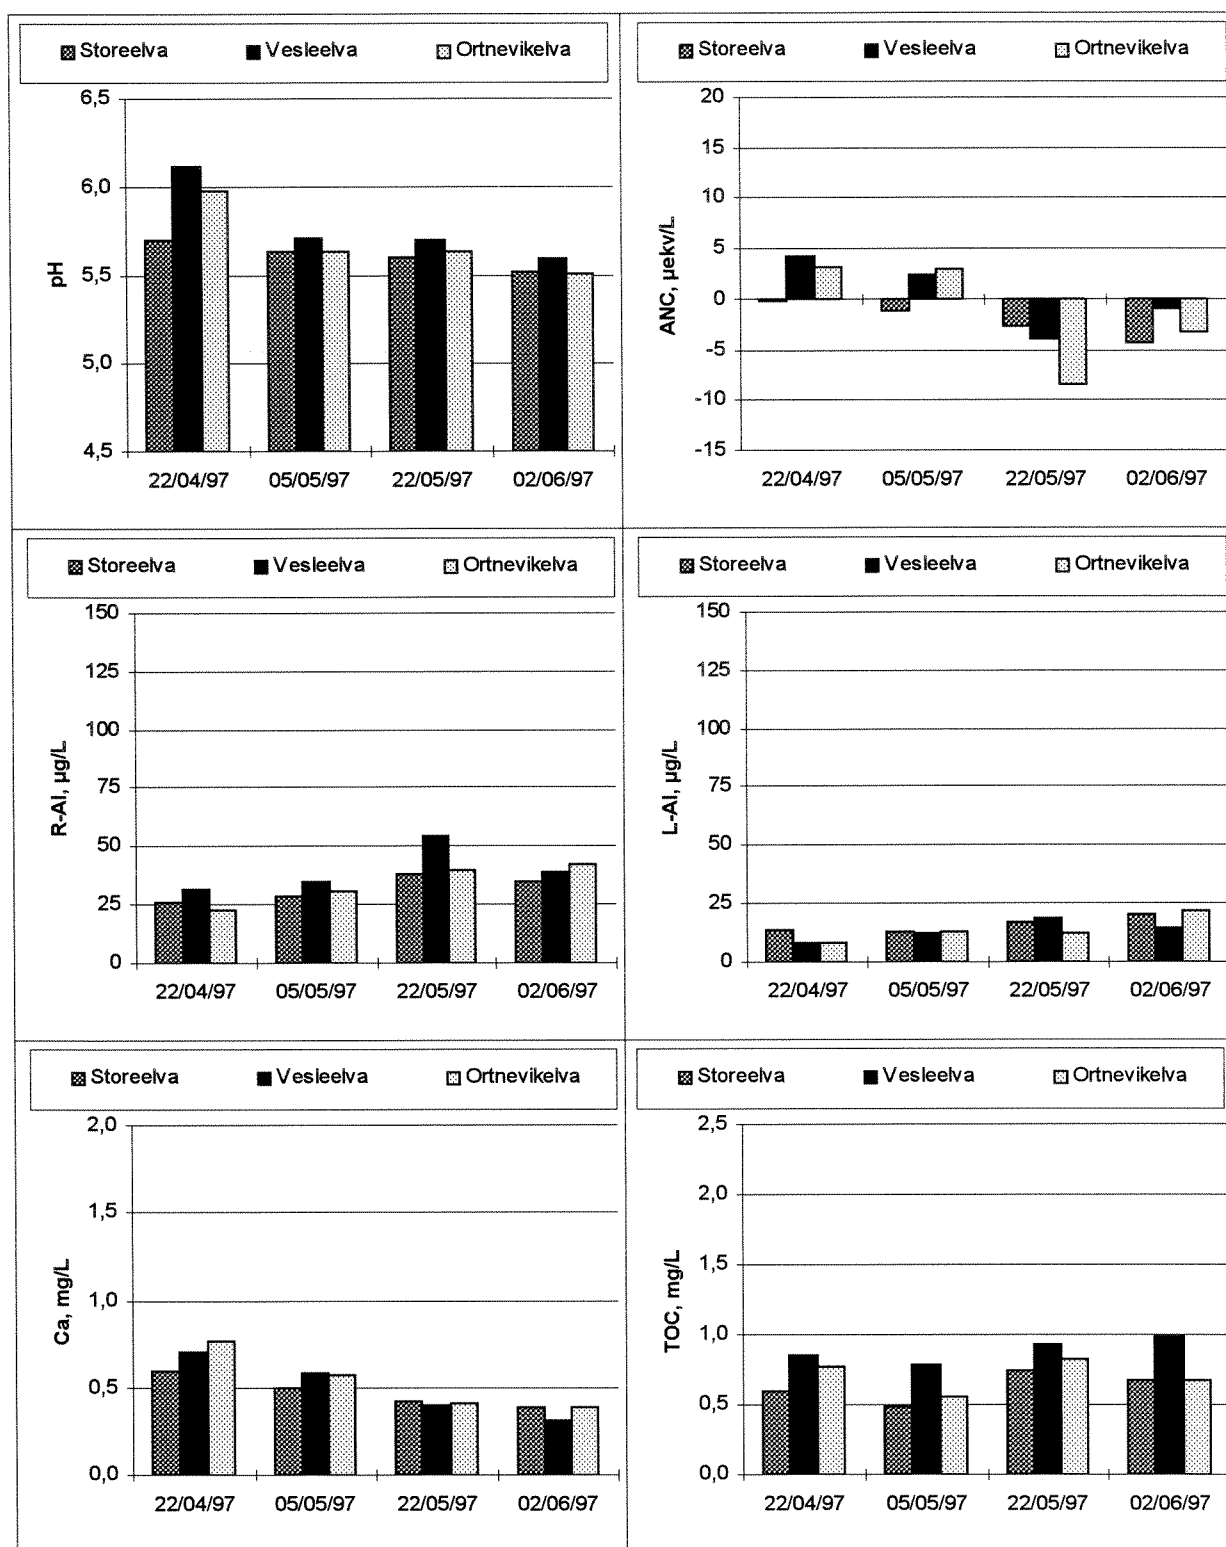 Storeelva Vesleelva Ortnevikelva
6,5
6,0
5,5
5,0
4,5
pH
22/04/97 05/05/97 22/05/97 02/06/97
Storeelva Vesleelva Ortnevikelva
20
15
10
5
0
-5
-10
-15
ANC, µekv/L
22/04/97 05/05/97 22/05/97 02/06/97
Storeelva Vesleelva Ortnevikelva
150
125
100
75
50
25
0
R-Al, µg/L
22/04/97 05/05/97 22/05/97 02/06/97
Storeelva Vesleelva Ortnevikelva
150
125
100
75
50
25
0
L-Al, µg/L
22/04/97 05/05/97 22/05/97 02/06/97
Storeelva Vesleelva Ortnevikelva
2,0
1,5
1,0
0,5
0,0
Ca, mg/L
22/04/97 05/05/97 22/05/97 02/06/97
Storeelva Vesleelva Ortnevikelva
2,5
2,0
1,5
1,0
0,5
0,0
TOC, mg/L
22/04/97 05/05/97 22/05/97 02/06/97